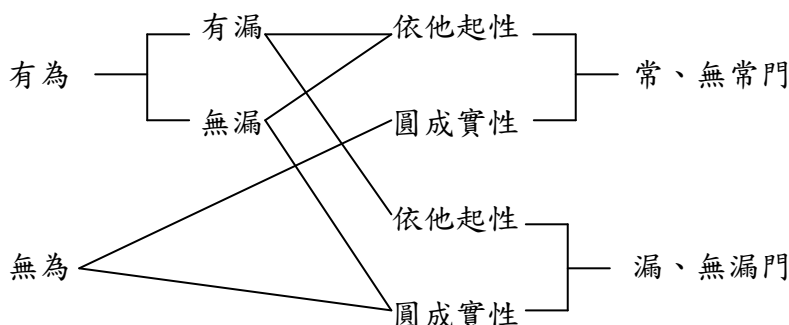 有漏 依他起性
有為 常、無常門
無漏 圓成實性
依他起性
無為 漏、無漏門
圓成實性